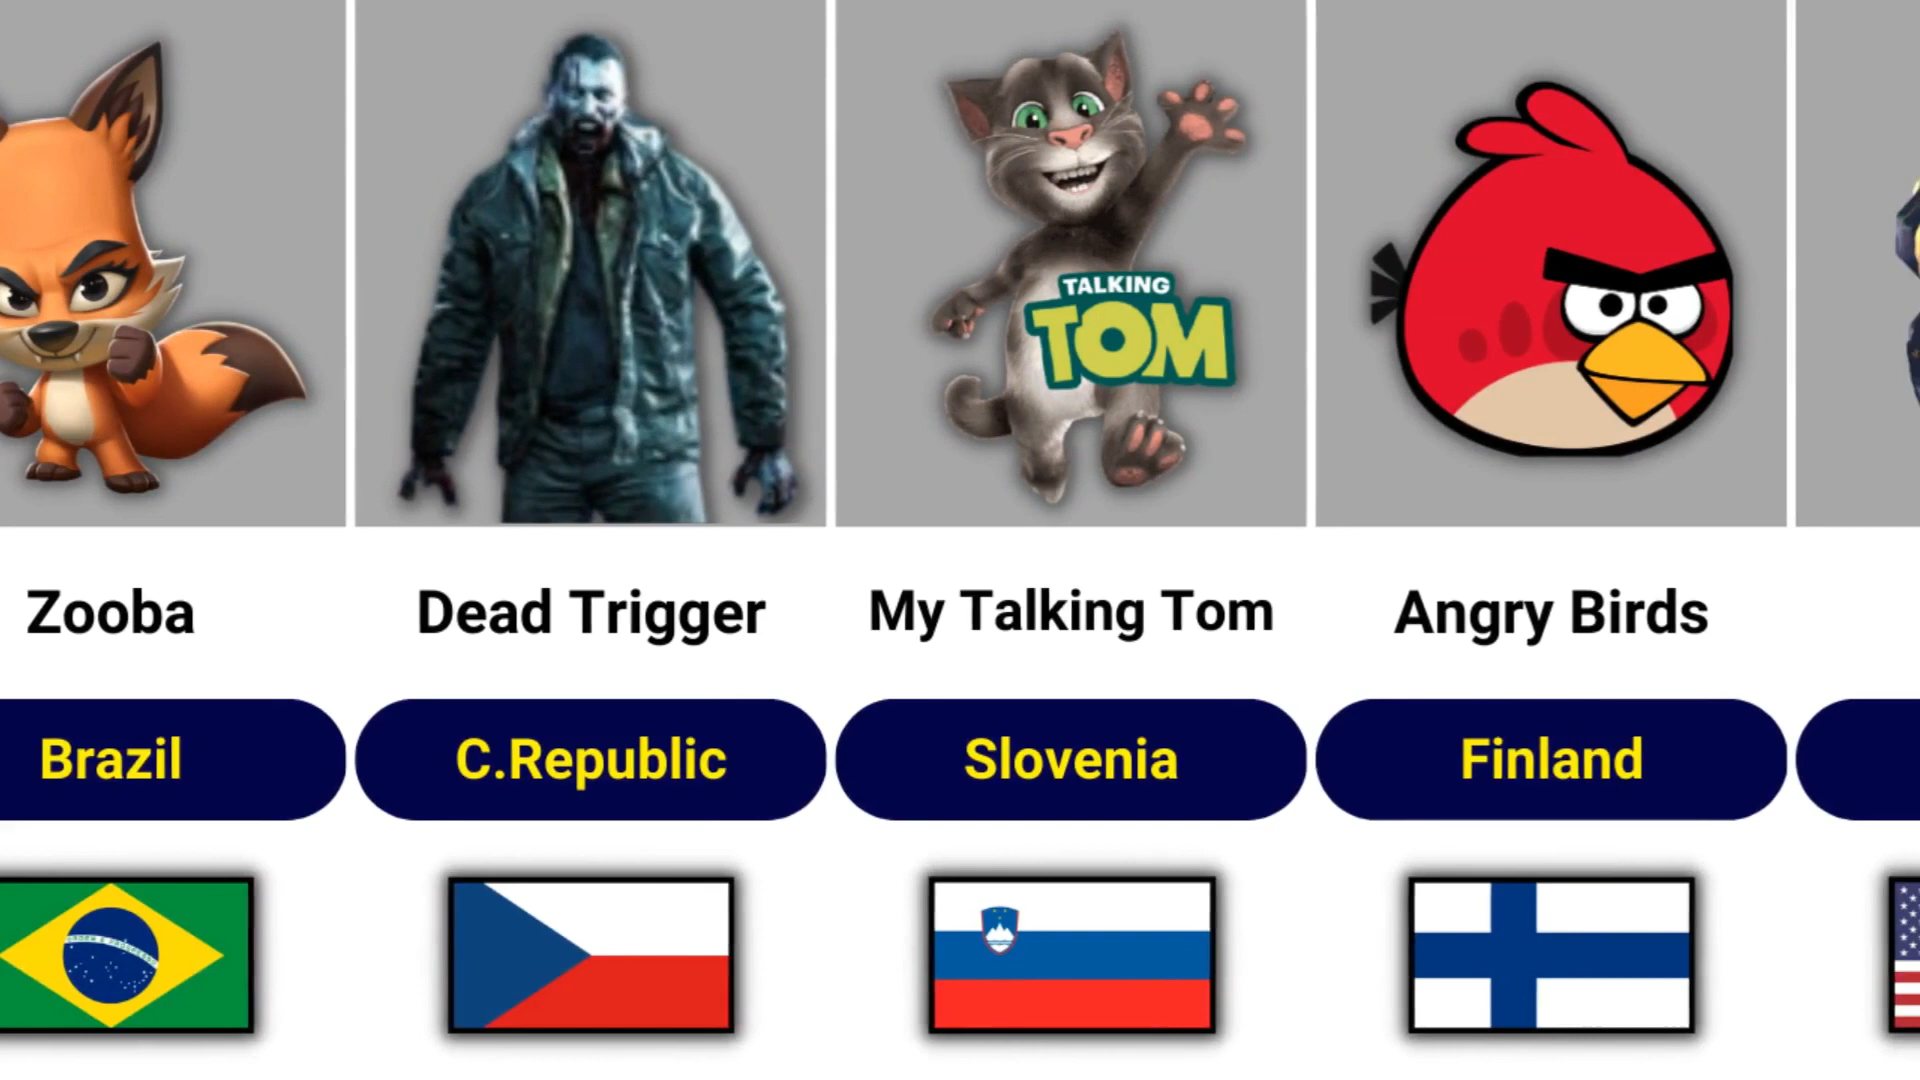 TALKING
TOM
Zooba
Dead Trigger
My Talking Tom
Angry Birds
Brazil
C.Republic
Slovenia
Finland